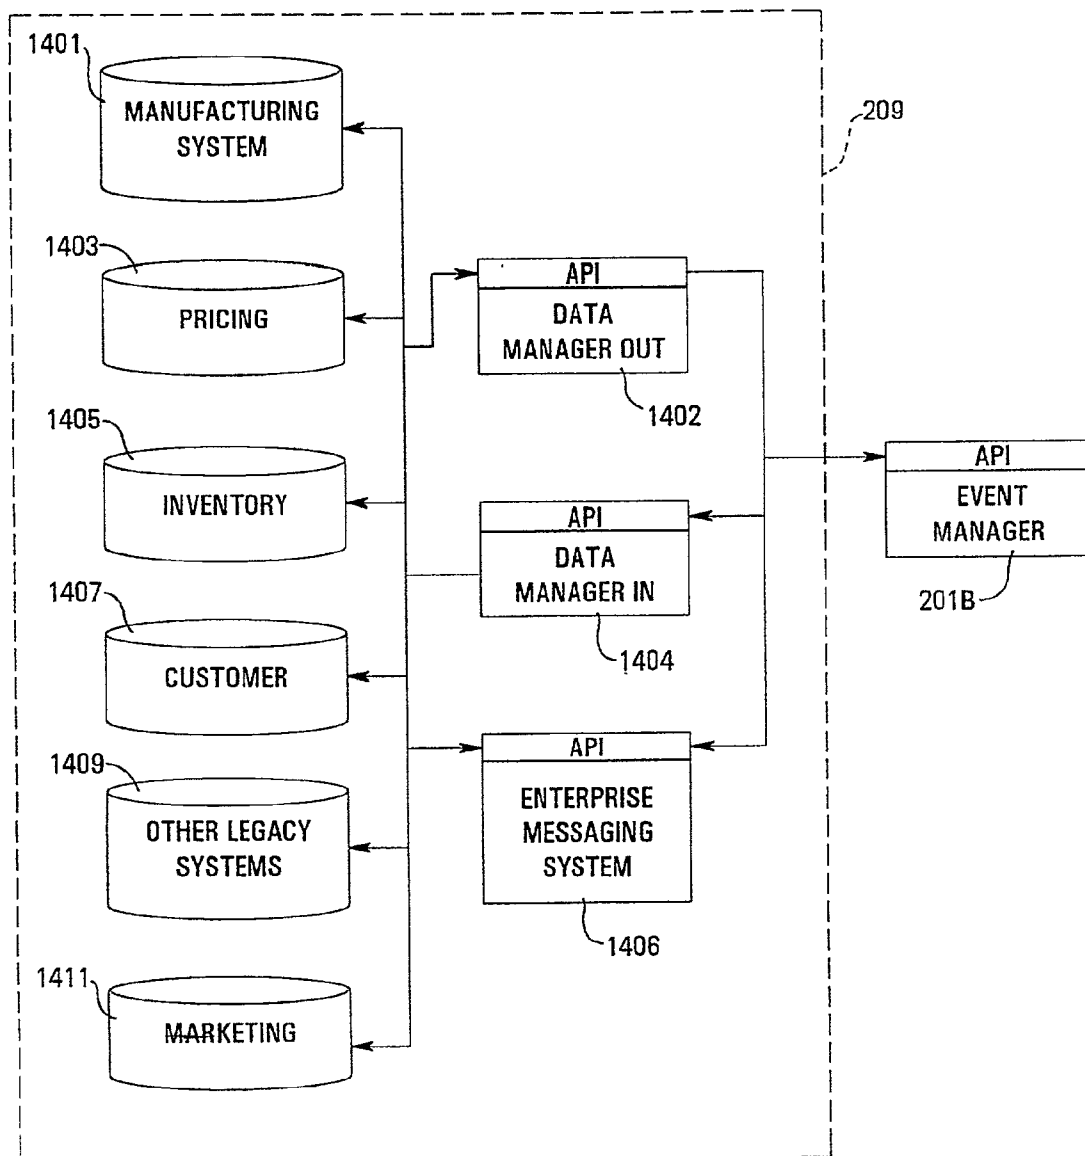 1401
MANUFACTURING
SYSTEM
209
1403
PRICING
API
DATA
MANAGER OUT
1402
1405
INVENTORY
API
DATA
MANAGER IN
1404
API
EVENT
MANAGER
201B
1407
CUSTOMER
1409
OTHER LEGACY
SYSTEMS
API
ENTERPRISE
MESSAGING
SYSTEM
1406
1411
MARKETING